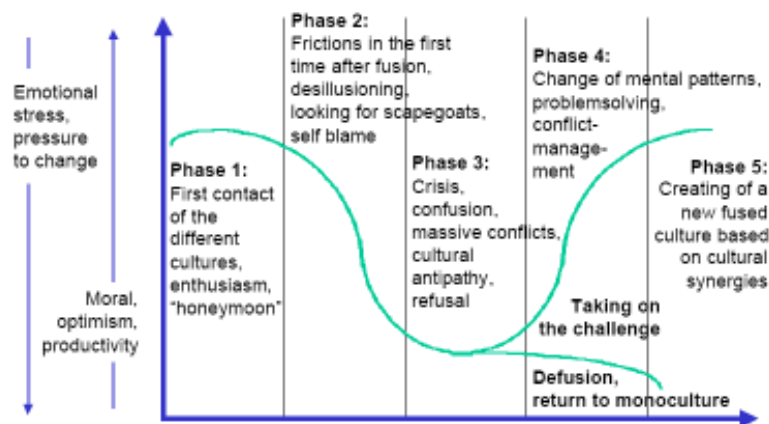 Emotional
stress,
pressure
to change
Moral,
optimism,
productivity
Phase 1:
First contact
of the
different
cultures,
enthusiasm,
"honeymoon"
Phase 2:
Frictions in the first
time after fusion,
desillusioning,
looking for scapegoats,
self blame
Phase 3:
Crisis,
confusion,
massive conflicts,
cultural
antipathy,
refusal
Phase 4:
Change of mental patterns,
problemsolving,
conflict-
manage-
ment
Phase 5:
Creating of a
new fused
culture based
on cultural
synergies
Taking on
the challenge
Defusion,
return to monoculture